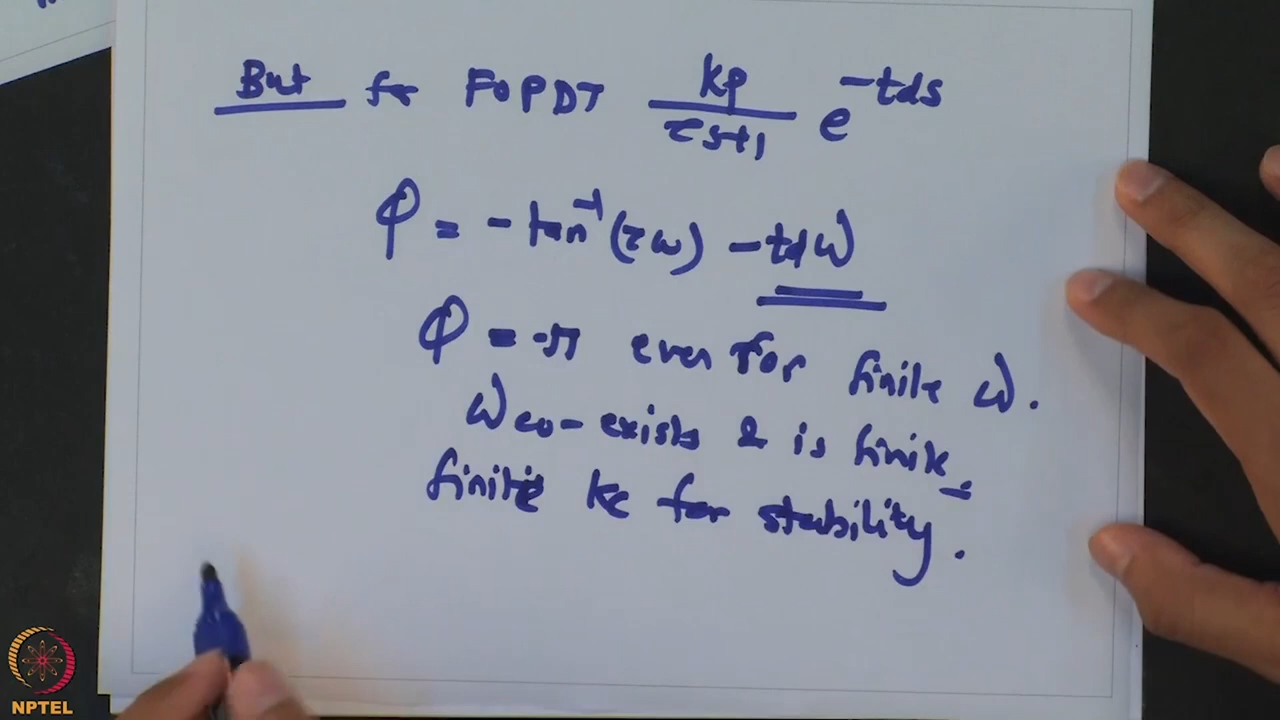 But for FOPDT kp / τs+1 e^-tds
φ = -tan^-1(τω) - tdω
φ = -π even for finite ω.
ωco - exists & is finite
finite kc for stability.
NPTEL